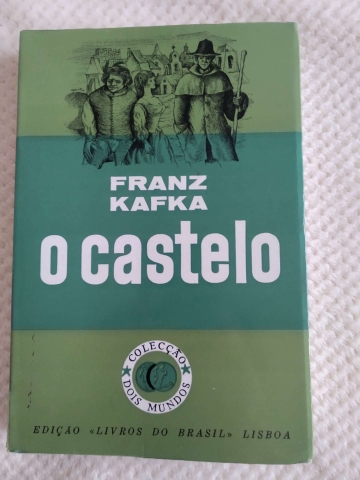 FRANZ
KAFKA
o castelo
COLECÇÃO
DOIS MUNDOS
EDIÇÃO «LIVROS DO BRASIL» LISBOA